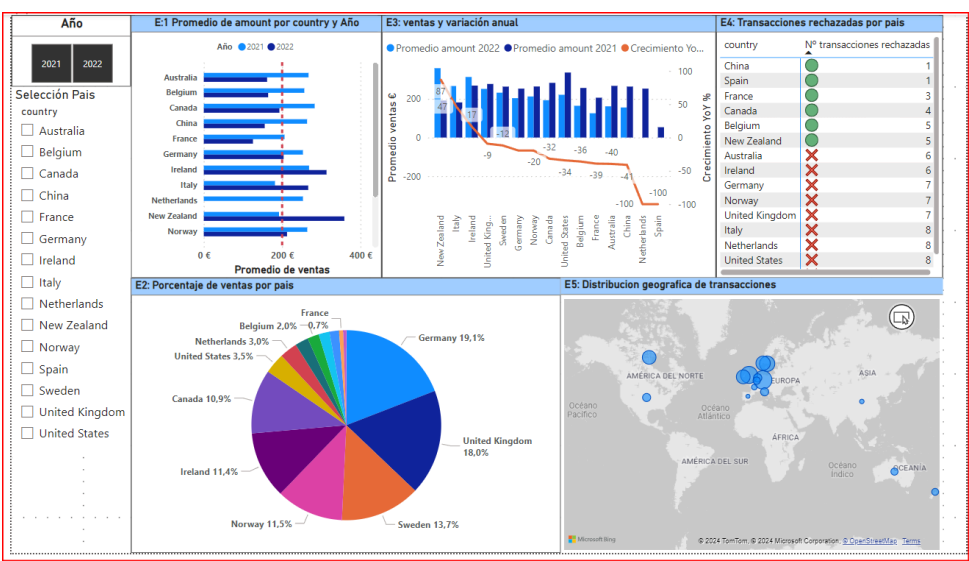 Año
2021 2022
Selección Pais
country
Australia
Belgium
Canada
China
France
Germany
Ireland
Italy
Netherlands
New Zealand
Norway
Spain
Sweden
United Kingdom
United States
E:1 Promedio de amount por country y Año
Año 2021 2022
Australia
Belgium
Canada
China
France
Germany
Ireland
Italy
Netherlands
New Zealand
Norway
0 € 200 € 400 €
Promedio de ventas
E3: ventas y variación anual
Promedio amount 2022 Promedio amount 2021 Crecimiento Yo...
Promedio ventas €
200
0
-200
87
47
17
-9
-12
-20
-32
-34
-36
-39
-40
-41
-100
-100
100
50
0
-50
-100
Crecimiento YoY %
New Zealand
Italy
Ireland
United King...
Sweden
Germany
Norway
Canada
United States
Belgium
France
Australia
China
Netherlands
Spain
E4: Transacciones rechazadas por pais
country Nº transacciones rechazadas
China 1
Spain 1
France 3
Canada 4
Belgium 5
New Zealand 5
Australia 6
Ireland 6
Germany 7
Norway 7
United Kingdom 7
Italy 8
Netherlands 8
United States 8
E2: Porcentaje de ventas por pais
France
0,7%
Belgium 2,0%
Netherlands 3,0%
United States 3,5%
Canada 10,9%
Ireland 11,4%
Norway 11,5%
Sweden 13,7%
United Kingdom
18,0%
Germany 19,1%
E5: Distribucion geografica de transacciones
AMÉRICA DEL NORTE
EUROPA
ASIA
Océano
Pacífico
Océano
Atlántico
ÁFRICA
AMÉRICA DEL SUR
Océano
Índico
OCEANÍA
Microsoft Bing
© 2024 TomTom, © 2024 Microsoft Corporation, © OpenStreetMap Terms